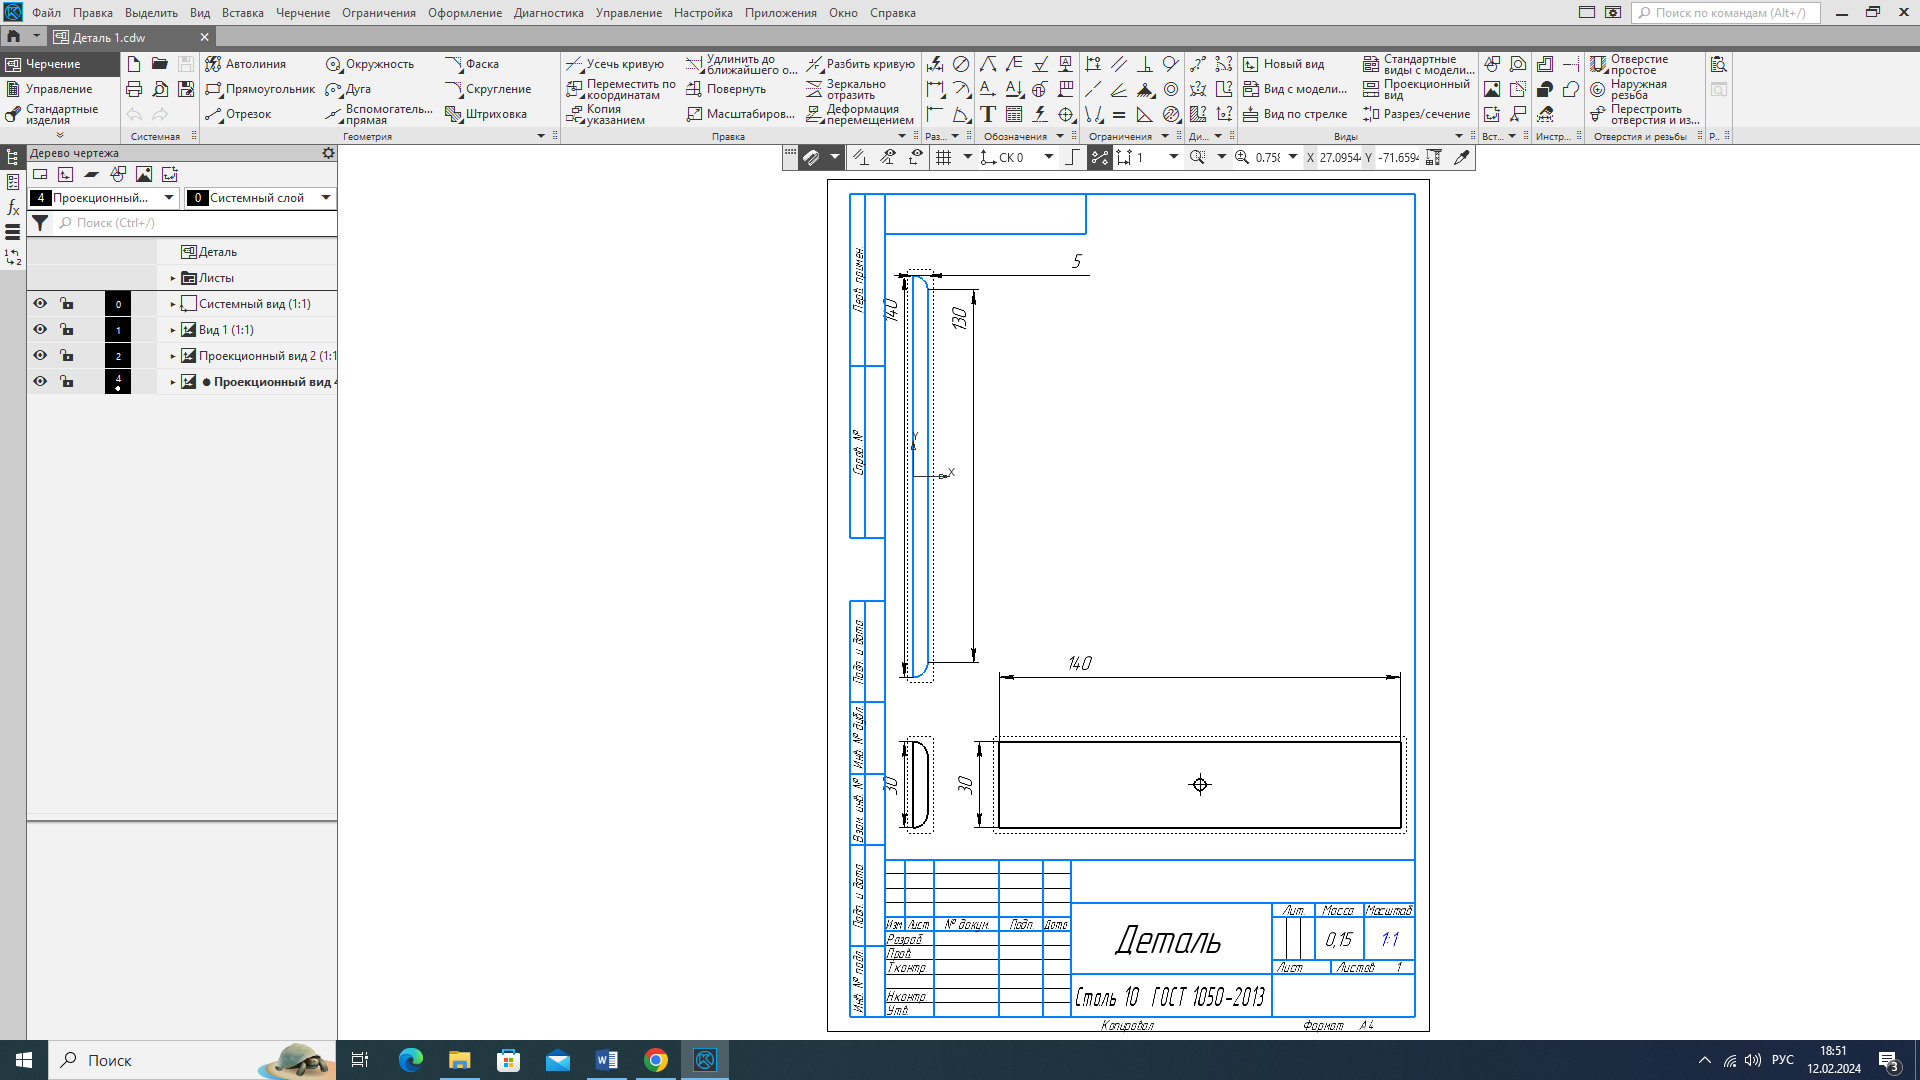 Файл Правка Выделить Вид Вставка Черчение Ограничения Оформление Диагностика Управление Настройка Приложения Окно Справка
Поиск по командам (Alt+/)
Деталь 1.cdw
Черчение
Управление
Стандартные изделия
Системная
Автолиния
Прямоугольник
Отрезок
Окружность
Дуга
Вспомогатель... прямая
Фаска
Скругление
Штриховка
Геометрия
Усечь кривую
Переместить по координатам
Копия указанием
Удлинить до ближайшего о...
Повернуть
Масштабиров...
Разбить кривую
Зеркально отразить
Деформация перемещением
Правка
Раз...
Обозначения
Ограничения
Ди...
Новый вид
Вид с модели...
Вид по стрелке
Стандартные виды с модели...
Проекционный вид
Разрез/сечение
Виды
Вст...
Инстр...
Отверстие простое
Наружная резьба
Перестроить отверстия и из...
Отверстия и резьбы
Р..
Дерево чертежа
СК 0
1
0.758
X 27.0954
Y -71.6594
4 Проекционный...
0 Системный слой
Поиск (Ctrl+/)
Деталь
Листы
0 Системный вид (1:1)
1 Вид 1 (1:1)
2 Проекционный вид 2 (1:1
4 Проекционный вид 4
Перв. примен.
Справ. №
Подп. и дата
Инв. № дубл.
Взам. инв. №
Подп. и дата
Инв. № подл.
5
140
130
Y
X
140
30
30
Изм Лист № докум. Подп. Дата
Разраб.
Пров.
Т.контр.
Н.контр.
Утв.
Деталь
Сталь 10 ГОСТ 1050-2013
Лит. Масса Масштаб
0,15 1:1
Лист Листов 1
Копировал Формат А4
Поиск
РУС
18:51
12.02.2024
3